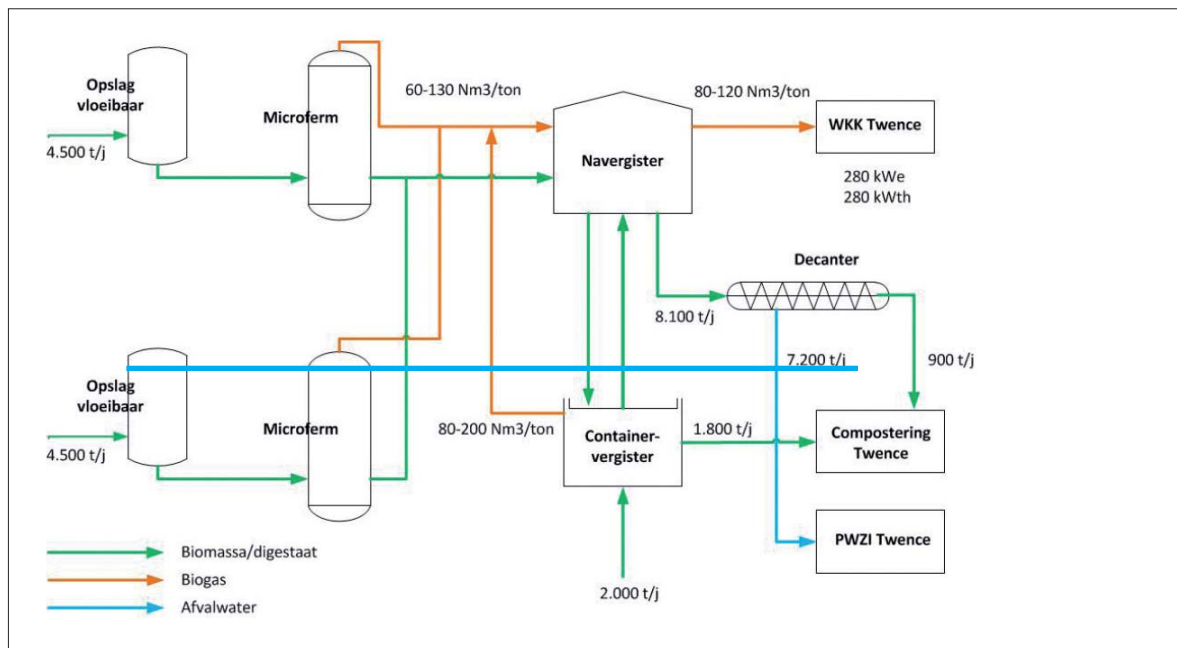 Opslag
vloeibaar
4.500 t/j
Microferm
60-130 Nm3/ton
Navergister
80-120 Nm3/ton
WKK Twence
280 kWe
280 kWth
Decanter
8.100 t/j
7.200 t/j
900 t/j
Opslag
vloeibaar
4.500 t/j
Microferm
80-200 Nm3/ton
Container-
vergister
1.800 t/j
Compostering
Twence
PWZI Twence
2.000 t/j
Biomassa/digestaat
Biogas
Afvalwater